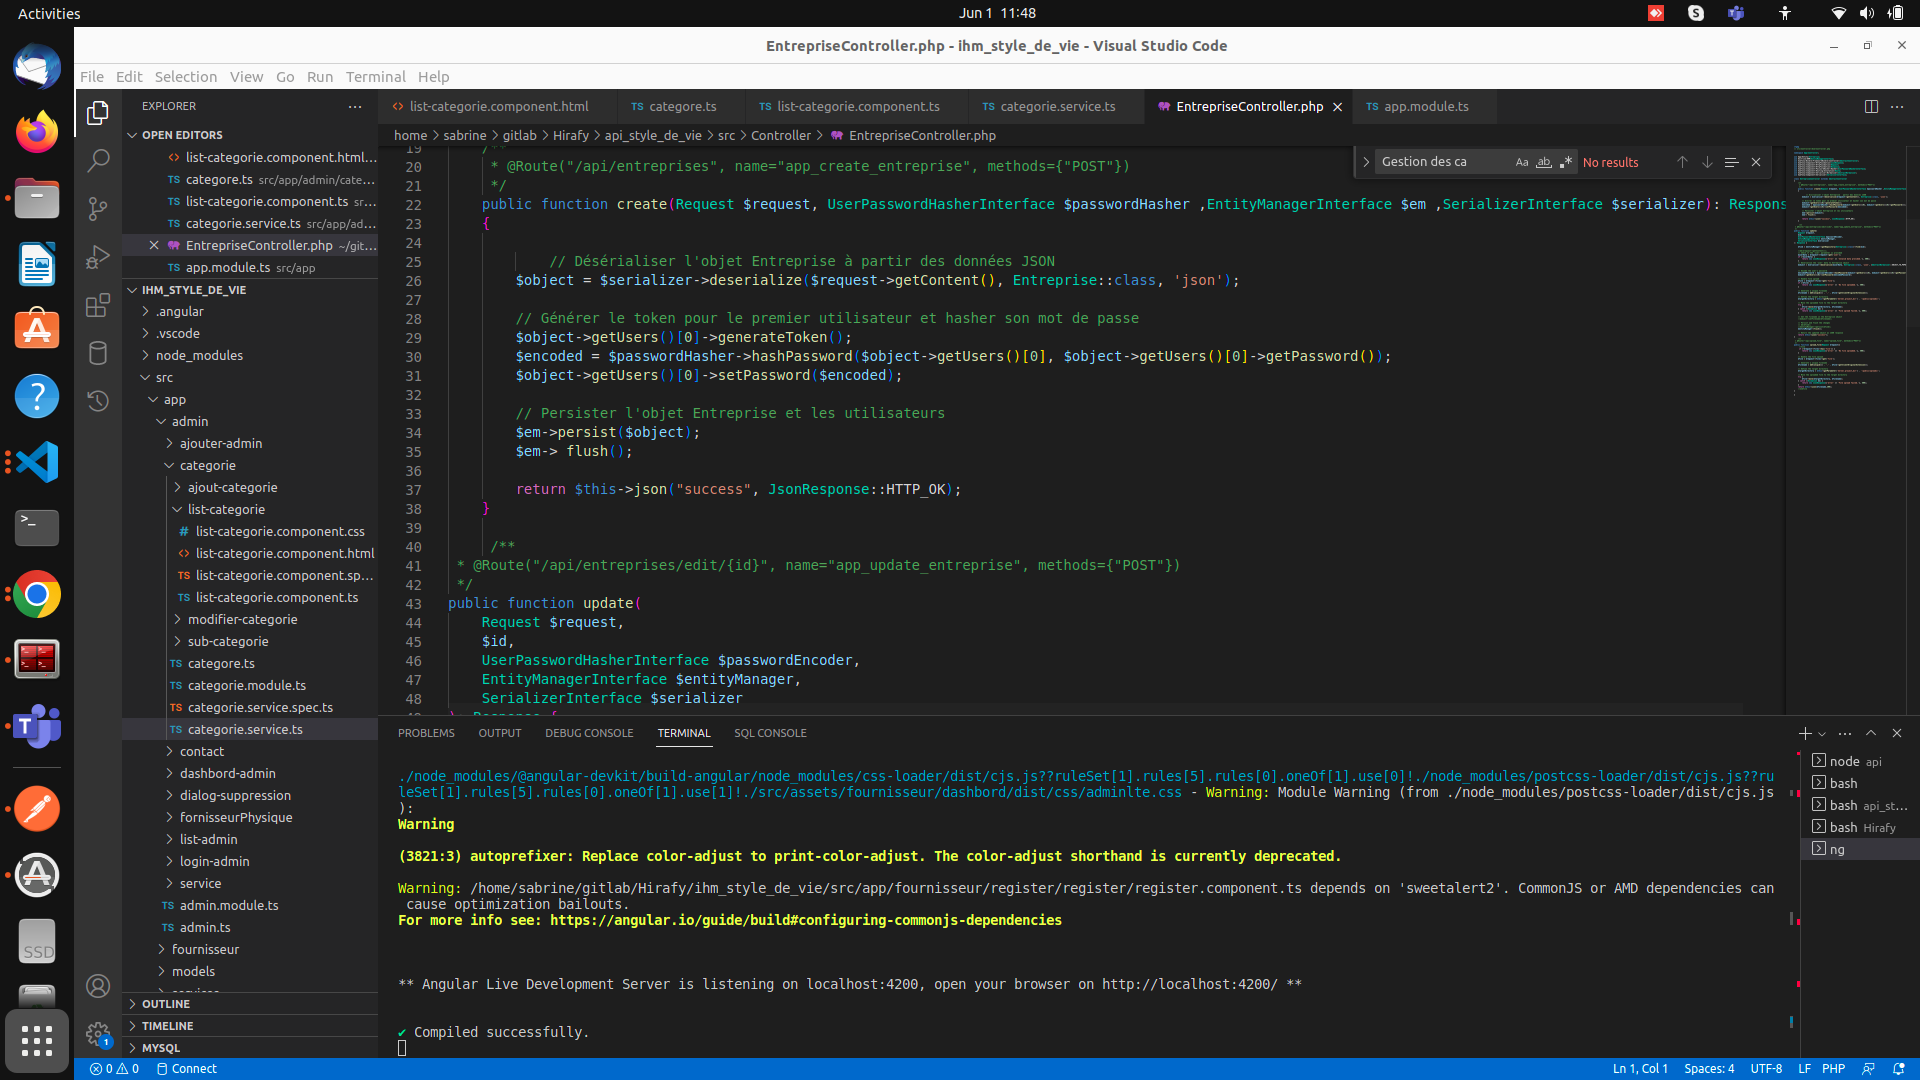 Activities
Jun 1 11:48
EntrepriseController.php - ihm_style_de_vie - Visual Studio Code
File Edit Selection View Go Run Terminal Help
EXPLORER
OPEN EDITORS
list-categorie.component.html...
categore.ts src/app/admin/cate...
list-categorie.component.ts sr...
categorie.service.ts src/app/ad...
EntrepriseController.php ~/git...
app.module.ts src/app
IHM_STYLE_DE_VIE
.angular
.vscode
node_modules
src
app
admin
ajouter-admin
categorie
ajout-categorie
list-categorie
# list-categorie.component.css
list-categorie.component.html
TS list-categorie.component.sp...
TS list-categorie.component.ts
modifier-categorie
sub-categorie
TS categore.ts
TS categorie.module.ts
TS categorie.service.spec.ts
TS categorie.service.ts
contact
dashbord-admin
dialog-suppression
fornisseurPhysique
list-admin
login-admin
service
TS admin.module.ts
TS admin.ts
fournisseur
models
OUTLINE
TIMELINE
MYSQL
list-categorie.component.html TS categore.ts TS list-categorie.component.ts TS categorie.service.ts EntrepriseController.php TS app.module.ts
home > sabrine > gitlab > Hirafy > api_style_de_vie > src > Controller > EntrepriseController.php
Gestion des ca Aa ab .* No results
19 /**
20 * @Route("/api/entreprises", name="app_create_entreprise", methods={"POST"})
21 */
22 public function create(Request $request, UserPasswordHasherInterface $passwordHasher ,EntityManagerInterface $em ,SerializerInterface $serializer): Respons
23 {
24
25 // Désérialiser l'objet Entreprise à partir des données JSON
26 $object = $serializer->deserialize($request->getContent(), Entreprise::class, 'json');
27
28 // Générer le token pour le premier utilisateur et hasher son mot de passe
29 $object->getUsers()[0]->generateToken();
30 $encoded = $passwordHasher->hashPassword($object->getUsers()[0], $object->getUsers()[0]->getPassword());
31 $object->getUsers()[0]->setPassword($encoded);
32
33 // Persister l'objet Entreprise et les utilisateurs
34 $em->persist($object);
35 $em-> flush();
36
37 return $this->json("success", JsonResponse::HTTP_OK);
38 }
39
40 /**
41 * @Route("/api/entreprises/edit/{id}", name="app_update_entreprise", methods={"POST"})
42 */
43 public function update(
44 Request $request,
45 $id,
46 UserPasswordHasherInterface $passwordEncoder,
47 EntityManagerInterface $entityManager,
48 SerializerInterface $serializer
49 ): Response {
PROBLEMS OUTPUT DEBUG CONSOLE TERMINAL SQL CONSOLE
./node_modules/@angular-devkit/build-angular/node_modules/css-loader/dist/cjs.js??ruleSet[1].rules[5].rules[0].oneOf[1].use[0]!./node_modules/postcss-loader/dist/cjs.js??ru
leSet[1].rules[5].rules[0].oneOf[1].use[1]!./src/assets/fournisseur/dashbord/dist/css/adminlte.css - Warning: Module Warning (from ./node_modules/postcss-loader/dist/cjs.js
):
Warning
(3821:3) autoprefixer: Replace color-adjust to print-color-adjust. The color-adjust shorthand is currently deprecated.
Warning: /home/sabrine/gitlab/Hirafy/ihm_style_de_vie/src/app/fournisseur/register/register/register.component.ts depends on 'sweetalert2'. CommonJS or AMD dependencies can
cause optimization bailouts.
For more info see: https://angular.io/guide/build#configuring-commonjs-dependencies
** Angular Live Development Server is listening on localhost:4200, open your browser on http://localhost:4200/ **
✔ Compiled successfully.
node api
bash
bash api_st...
bash Hirafy
ng
SSD
0 0 Connect
Ln 1, Col 1 Spaces: 4 UTF-8 LF PHP